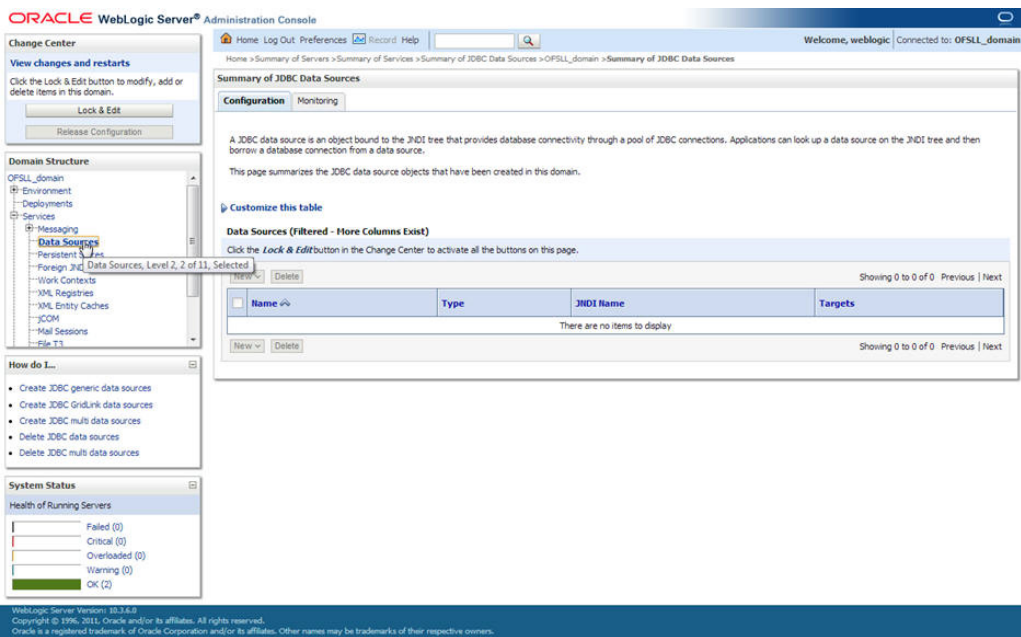 ORACLE WebLogic Server® Administration Console
Change Center
View changes and restarts
Click the Lock & Edit button to modify, add or
delete items in this domain.
Lock & Edit
Release Configuration
Domain Structure
OFSLL_domain
Environment
Deployments
Services
Messaging
Data Sources
Persistent
Foreign
Data Sources, Level 2, 2 of 11, Selected
Work Contexts
XML Registries
XML Entity Caches
jCOM
Mail Sessions
File T3
How do I...
Create JDBC generic data sources
Create JDBC GridLink data sources
Create JDBC multi data sources
Delete JDBC data sources
Delete JDBC multi data sources
System Status
Health of Running Servers
Failed (0)
Critical (0)
Overloaded (0)
Warning (0)
OK (2)
Home Log Out Preferences Record Help
Welcome, weblogic Connected to: OFSLL_domain
Home >Summary of Servers >Summary of Services >Summary of JDBC Data Sources >OFSLL_domain >Summary of JDBC Data Sources
Summary of JDBC Data Sources
Configuration Monitoring
A JDBC data source is an object bound to the JNDI tree that provides database connectivity through a pool of JDBC connections. Applications can look up a data source on the JNDI tree and then
borrow a database connection from a data source.
This page summarizes the JDBC data source objects that have been created in this domain.
Customize this table
Data Sources (Filtered - More Columns Exist)
Click the Lock & Edit button in the Change Center to activate all the buttons on this page.
New Delete Showing 0 to 0 of 0 Previous | Next
Name Type JNDI Name Targets
There are no items to display
New Delete Showing 0 to 0 of 0 Previous | Next
WebLogic Server Version: 10.3.6.0
Copyright © 1996, 2011, Oracle and/or its affiliates. All rights reserved.
Oracle is a registered trademark of Oracle Corporation and/or its affiliates. Other names may be trademarks of their respective owners.